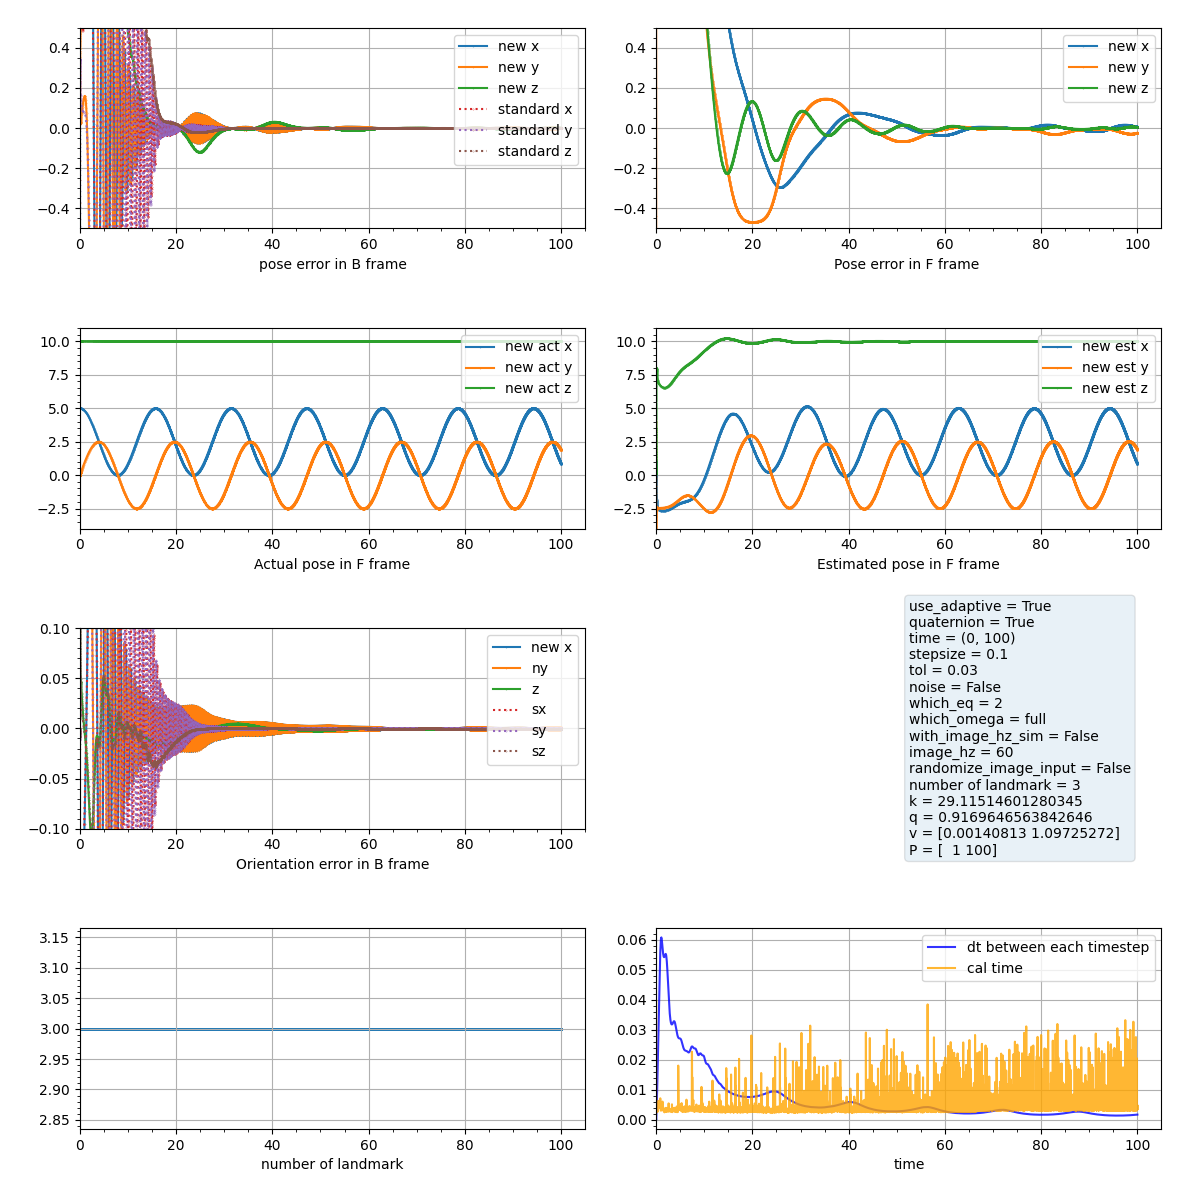 0.4
0.2
0.0
−0.2
−0.4
0 20 40 60 80 100
pose error in B frame
new x
new y
new z
standard x
standard y
standard z
0.4
0.2
0.0
−0.2
−0.4
0 20 40 60 80 100
Pose error in F frame
new x
new y
new z
10.0
7.5
5.0
2.5
0.0
−2.5
0 20 40 60 80 100
Actual pose in F frame
new act x
new act y
new act z
10.0
7.5
5.0
2.5
0.0
−2.5
0 20 40 60 80 100
Estimated pose in F frame
new est x
new est y
new est z
0.10
0.05
0.00
−0.05
−0.10
0 20 40 60 80 100
Orientation error in B frame
new x
ny
z
sx
sy
sz
use_adaptive = True
quaternion = True
time = (0, 100)
stepsize = 0.1
tol = 0.03
noise = False
which_eq = 2
which_omega = full
with_image_hz_sim = False
image_hz = 60
randomize_image_input = False
number of landmark = 3
k = 29.11514601280345
q = 0.9169646563842646
v = [0.00140813 1.09725272]
P = [  1 100]
3.15
3.10
3.05
3.00
2.95
2.90
2.85
0 20 40 60 80 100
number of landmark
0.06
0.05
0.04
0.03
0.02
0.01
0.00
0 20 40 60 80 100
time
dt between each timestep
cal time